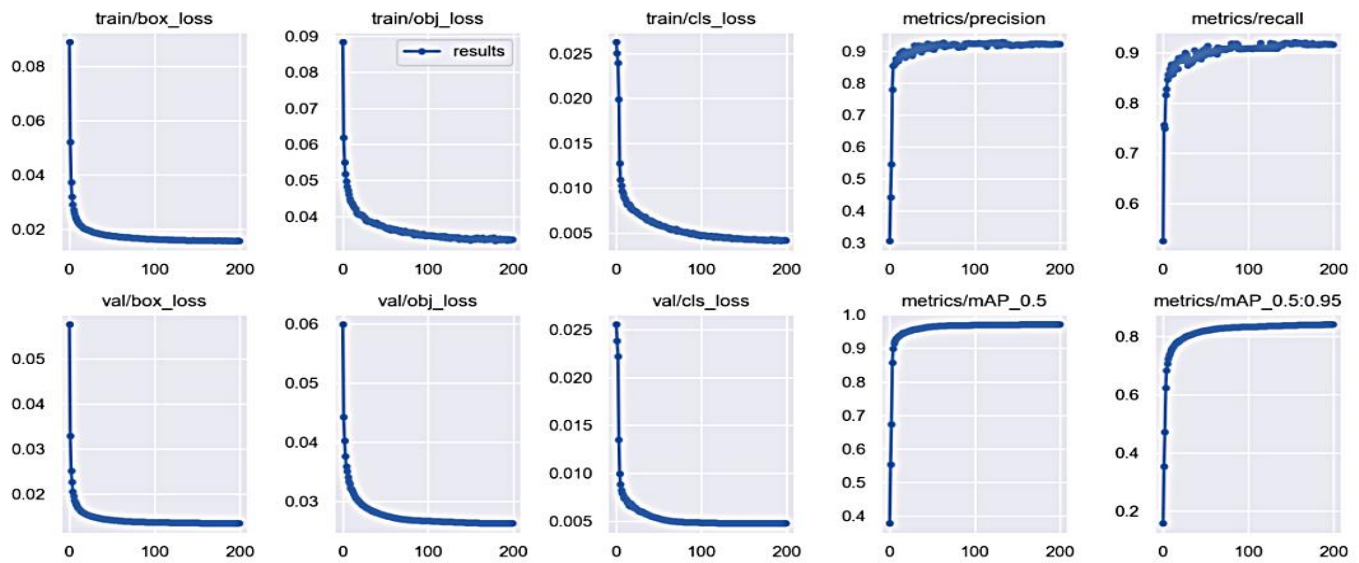 train/box_loss
train/obj_loss
train/cls_loss
metrics/precision
metrics/recall
0.08
0.06
0.04
0.02
0 100 200
results
0.09
0.08
0.07
0.06
0.05
0.04
0 100 200
0.025
0.020
0.015
0.010
0.005
0 100 200
0.9
0.8
0.7
0.6
0.5
0.4
0.3
0 100 200
0.9
0.8
0.7
0.6
0 100 200
val/box_loss
val/obj_loss
val/cls_loss
metrics/mAP_0.5
metrics/mAP_0.5:0.95
0.05
0.04
0.03
0.02
0 100 200
0.06
0.05
0.04
0.03
0 100 200
0.025
0.020
0.015
0.010
0.005
0 100 200
1.0
0.9
0.8
0.7
0.6
0.5
0.4
0 100 200
0.8
0.6
0.4
0.2
0 100 200